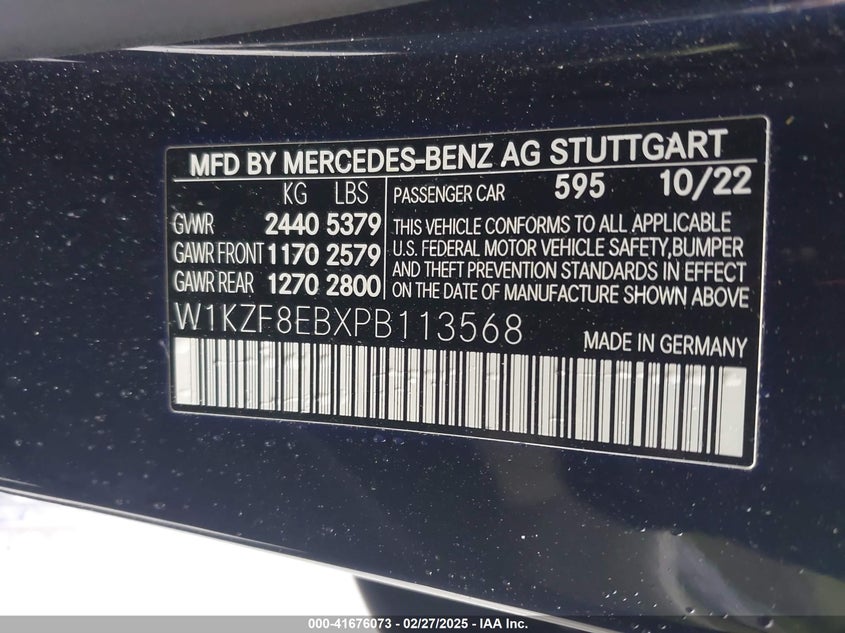 MFD BY MERCEDES-BENZ AG STUTTGART
KG LBS PASSENGER CAR 595 10/22
GVWR 2440 5379 THIS VEHICLE CONFORMS TO ALL APPLICABLE
GAWR FRONT 1170 2579 U.S. FEDERAL MOTOR VEHICLE SAFETY, BUMPER
GAWR REAR 1270 2800 AND THEFT PREVENTION STANDARDS IN EFFECT
ON THE DATE OF MANUFACTURE SHOWN ABOVE
W1KZF8EBXPB113568 MADE IN GERMANY
000-41676073 - 02/27/2025 - IAA Inc.